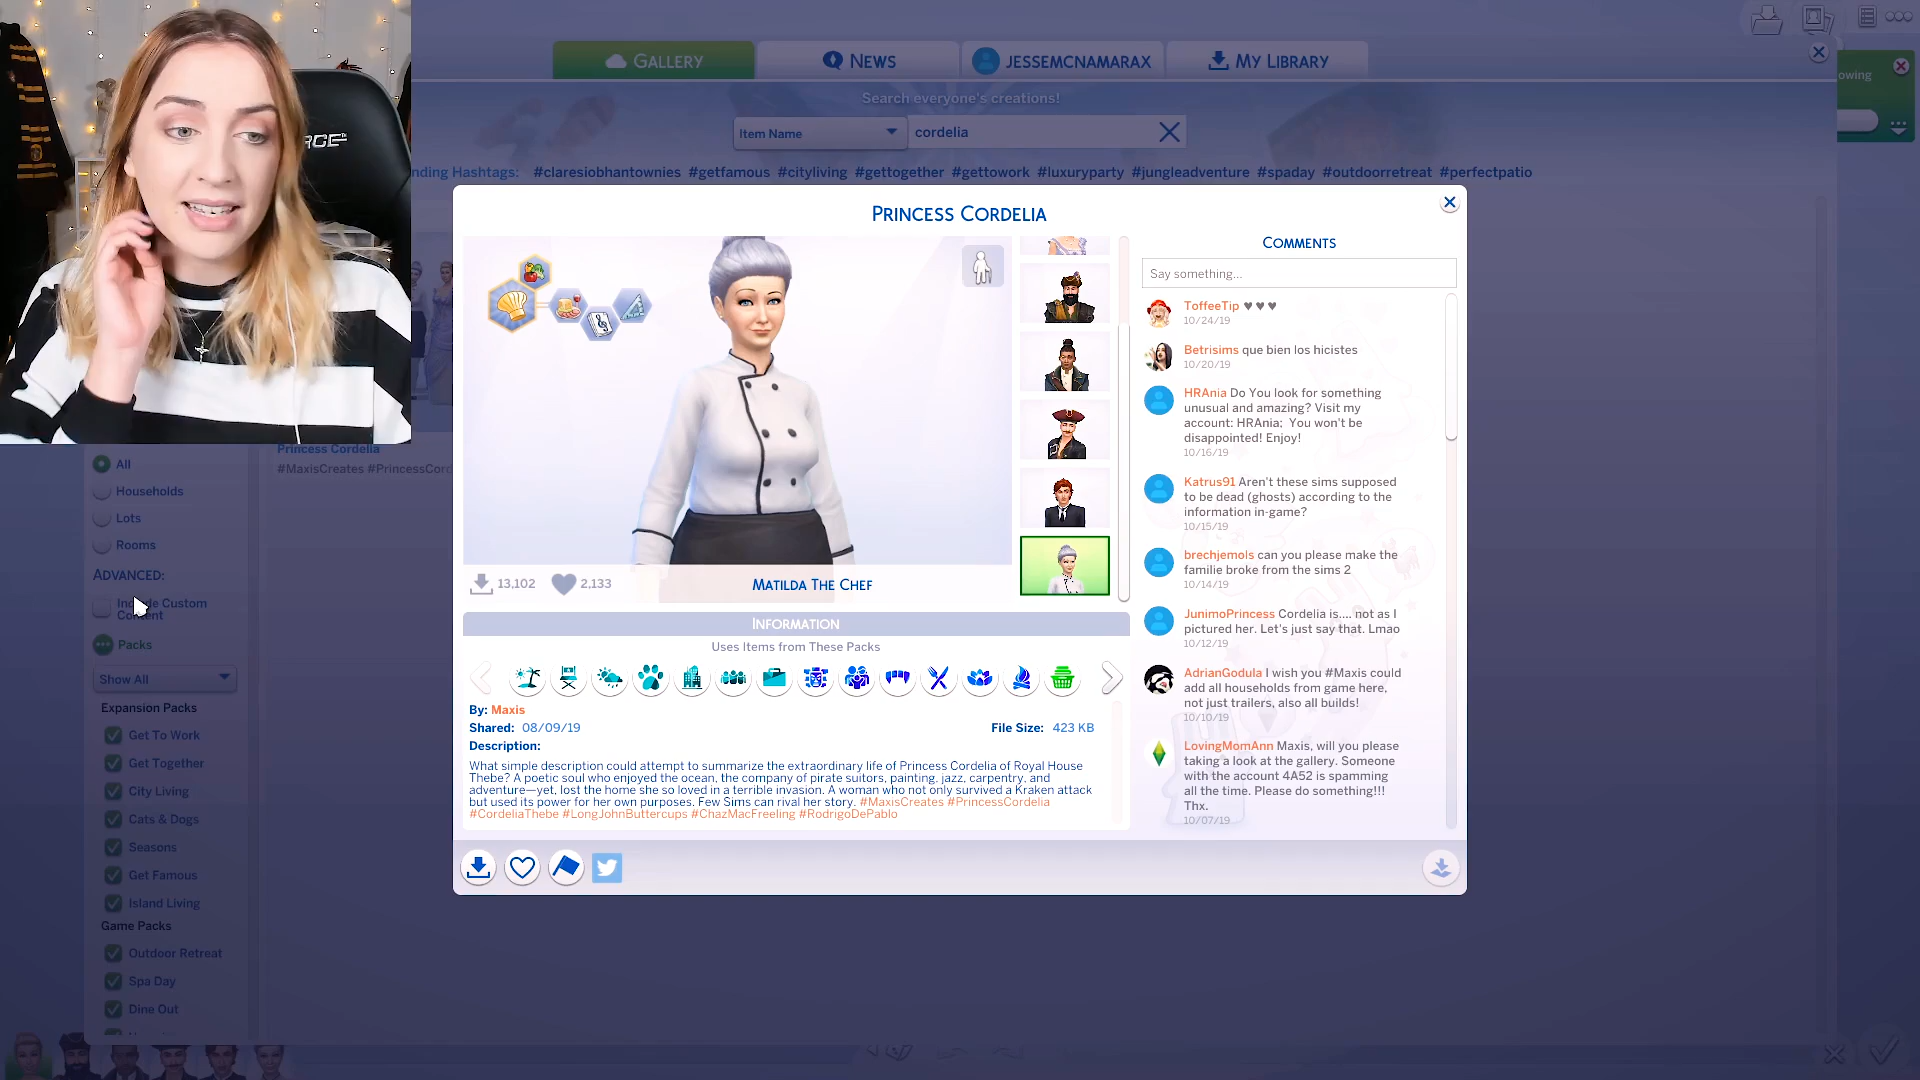 GALLERY
NEWS
JESSEMCNAMARAX
MY LIBRARY
Search everyone's creations!
Item Name
cordelia
nding Hashtags: #claresiobhantownies #getfamous #cityliving #gettogether #gettowork #luxuryparty #jungleadventure #spaday #outdoorretreat #perfectpatio
owing
PRINCESS CORDELIA
13,102
2,133
MATILDA THE CHEF
INFORMATION
Uses Items from These Packs
By: Maxis
Shared: 08/09/19
File Size: 423 KB
Description:
What simple description could attempt to summarize the extraordinary life of Princess Cordelia of Royal House
Thebe? A poetic soul who enjoyed the ocean, the company of pirate suitors, painting, jazz, carpentry, and
adventure—yet, lost the home she so loved in a terrible invasion. A woman who not only survived a Kraken attack
but used its power for her own purposes. Few Sims can rival her story. #MaxisCreates #PrincessCordelia
#CordeliaThebe #LongJohnButtercups #ChazMacFreeling #RodrigoDePablo
COMMENTS
Say something...
ToffeeTip ♥ ♥ ♥
10/24/19
Betrisims que bien los hicistes
10/20/19
HRAnia Do You look for something
unusual and amazing? Visit my
account: HRAnia; You won't be
disappointed! Enjoy!
10/16/19
Katrus91 Aren't these sims supposed
to be dead (ghosts) according to the
information in-game?
10/15/19
brechjemols can you please make the
familie broke from the sims 2
10/14/19
JunimoPrincess Cordelia is.... not as I
pictured her. Let's just say that. Lmao
10/12/19
AdrianGodula I wish you #Maxis could
add all households from game here,
not just trailers, also all builds!
10/10/19
LovingMomAnn Maxis, will you please
taking a look at the gallery. Someone
with the account 4A52 is spamming
all the time. Please do something!!!
Thx.
10/07/19
Princess Cordelia
#MaxisCreates #PrincessCord
All
Households
Lots
Rooms
ADVANCED:
Include Custom
Content
Packs
Show All
Expansion Packs
Get To Work
Get Together
City Living
Cats & Dogs
Seasons
Get Famous
Island Living
Game Packs
Outdoor Retreat
Spa Day
Dine Out